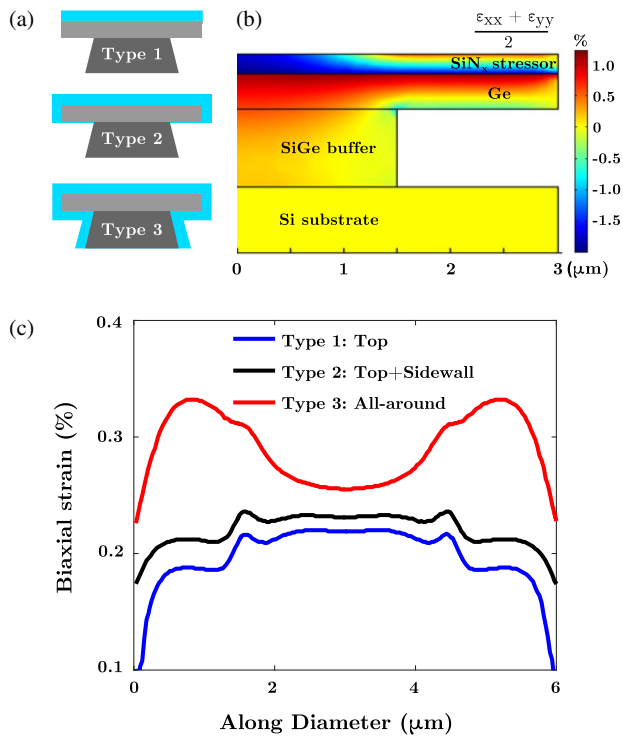 (a)
Type 1
Type 2
Type 3
(b)
εxx + εyy
2
%
SiNx stressor
Ge
SiGe buffer
Si substrate
1.0
0.5
0
-0.5
-1.0
-1.5
0 1 2 3 (μm)
(c)
Type 1: Top
Type 2: Top+Sidewall
Type 3: All-around
0.4
0.3
0.2
0.1
Biaxial strain (%)
0 2 4 6
Along Diameter (μm)